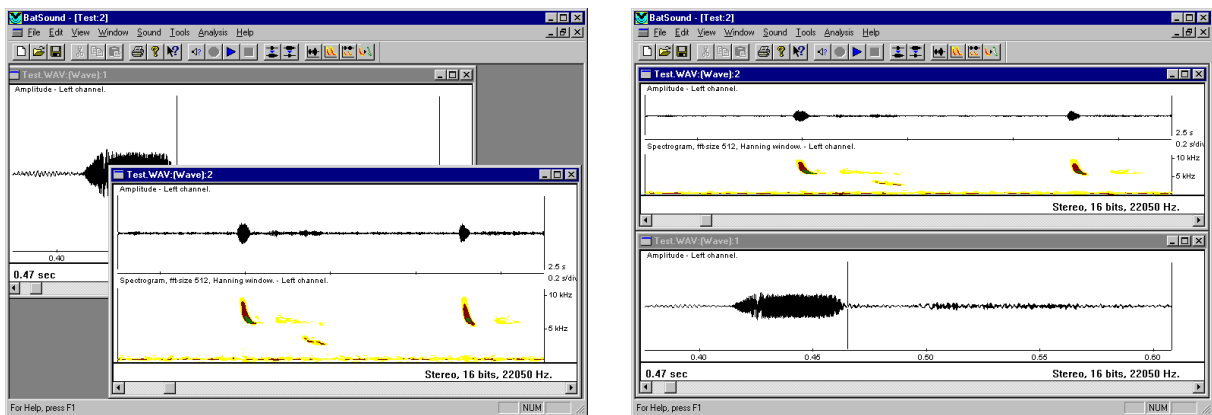 BatSound - [Test:2]
File Edit View Window Sound Tools Analysis Help
Test.WAV:(Wave):1
Amplitude - Left channel.
0.40
0.47 sec
Test.WAV:(Wave):2
Amplitude - Left channel.
2.5 s
Spectrogram, fft-size 512, Hanning window. - Left channel.
0.2 s/div
10 kHz
5 kHz
Stereo, 16 bits, 22050 Hz.
For Help, press F1
NUM
BatSound - [Test:2]
File Edit View Window Sound Tools Analysis Help
Test.WAV:(Wave):2
Amplitude - Left channel.
2.5 s
Spectrogram, fft-size 512, Hanning window. - Left channel.
0.2 s/div
10 kHz
5 kHz
Stereo, 16 bits, 22050 Hz.
Test.WAV:(Wave):1
Amplitude - Left channel.
0.40 0.45 0.50 0.55 0.60
0.47 sec
Stereo, 16 bits, 22050 Hz.
For Help, press F1
NUM